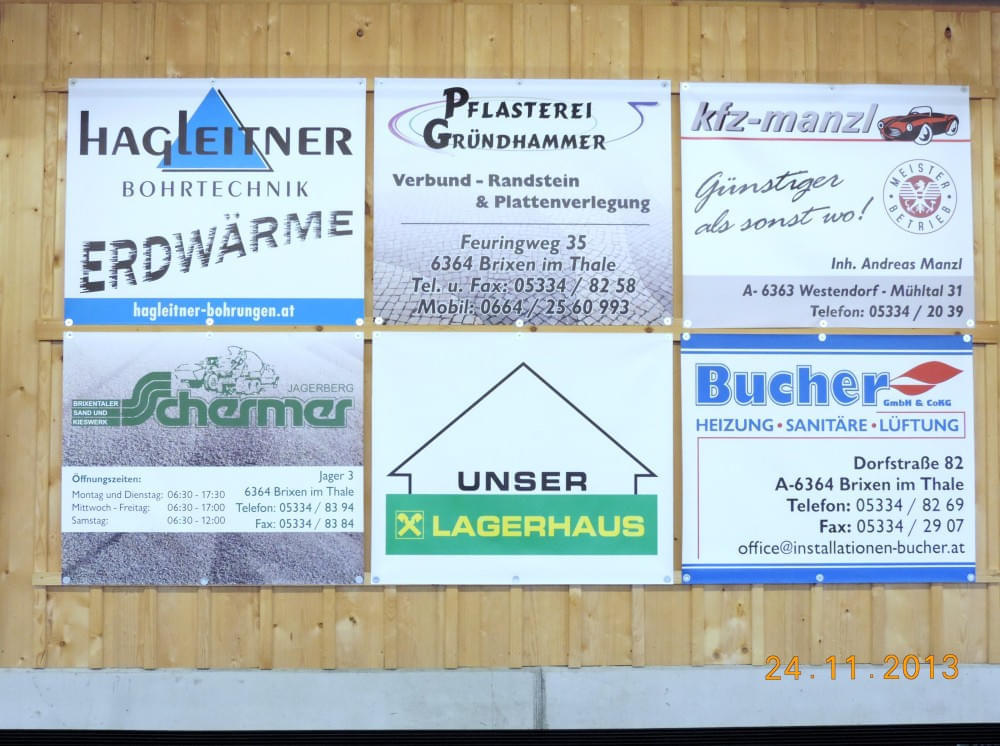 HAGLEITNER
BOHRTECHNIK
ERDWÄRME
hagleitner-bohrungen.at
PFLASTEREI
GRÜNDHAMMER
Verbund - Randstein
& Plattenverlegung
Feuringweg 35
6364 Brixen im Thale
Tel. u. Fax: 05334 / 82 58
Mobil: 0664 / 25 60 993
kfz-manzl
Günstiger
als sonst wo!
MEISTER
BETRIEB
Inh. Andreas Manzl
A- 6363 Westendorf - Mühltal 31
Telefon: 05334 / 20 39
JAGERBERG
BRIXENTALER
SAND UND
KIESWERK
Schermer
Öffnungszeiten:
Montag und Dienstag: 06:30 - 17:30
Mittwoch - Freitag: 06:30 - 17:00
Samstag: 06:30 - 12:00
Jager 3
6364 Brixen im Thale
Telefon: 05334 / 83 94
Fax: 05334 / 83 84
UNSER
LAGERHAUS
Bucher
GmbH & CoKG
HEIZUNG • SANITÄRE • LÜFTUNG
Dorfstraße 82
A-6364 Brixen im Thale
Telefon: 05334 / 82 69
Fax: 05334 / 29 07
office@installationen-bucher.at
24.11.2013